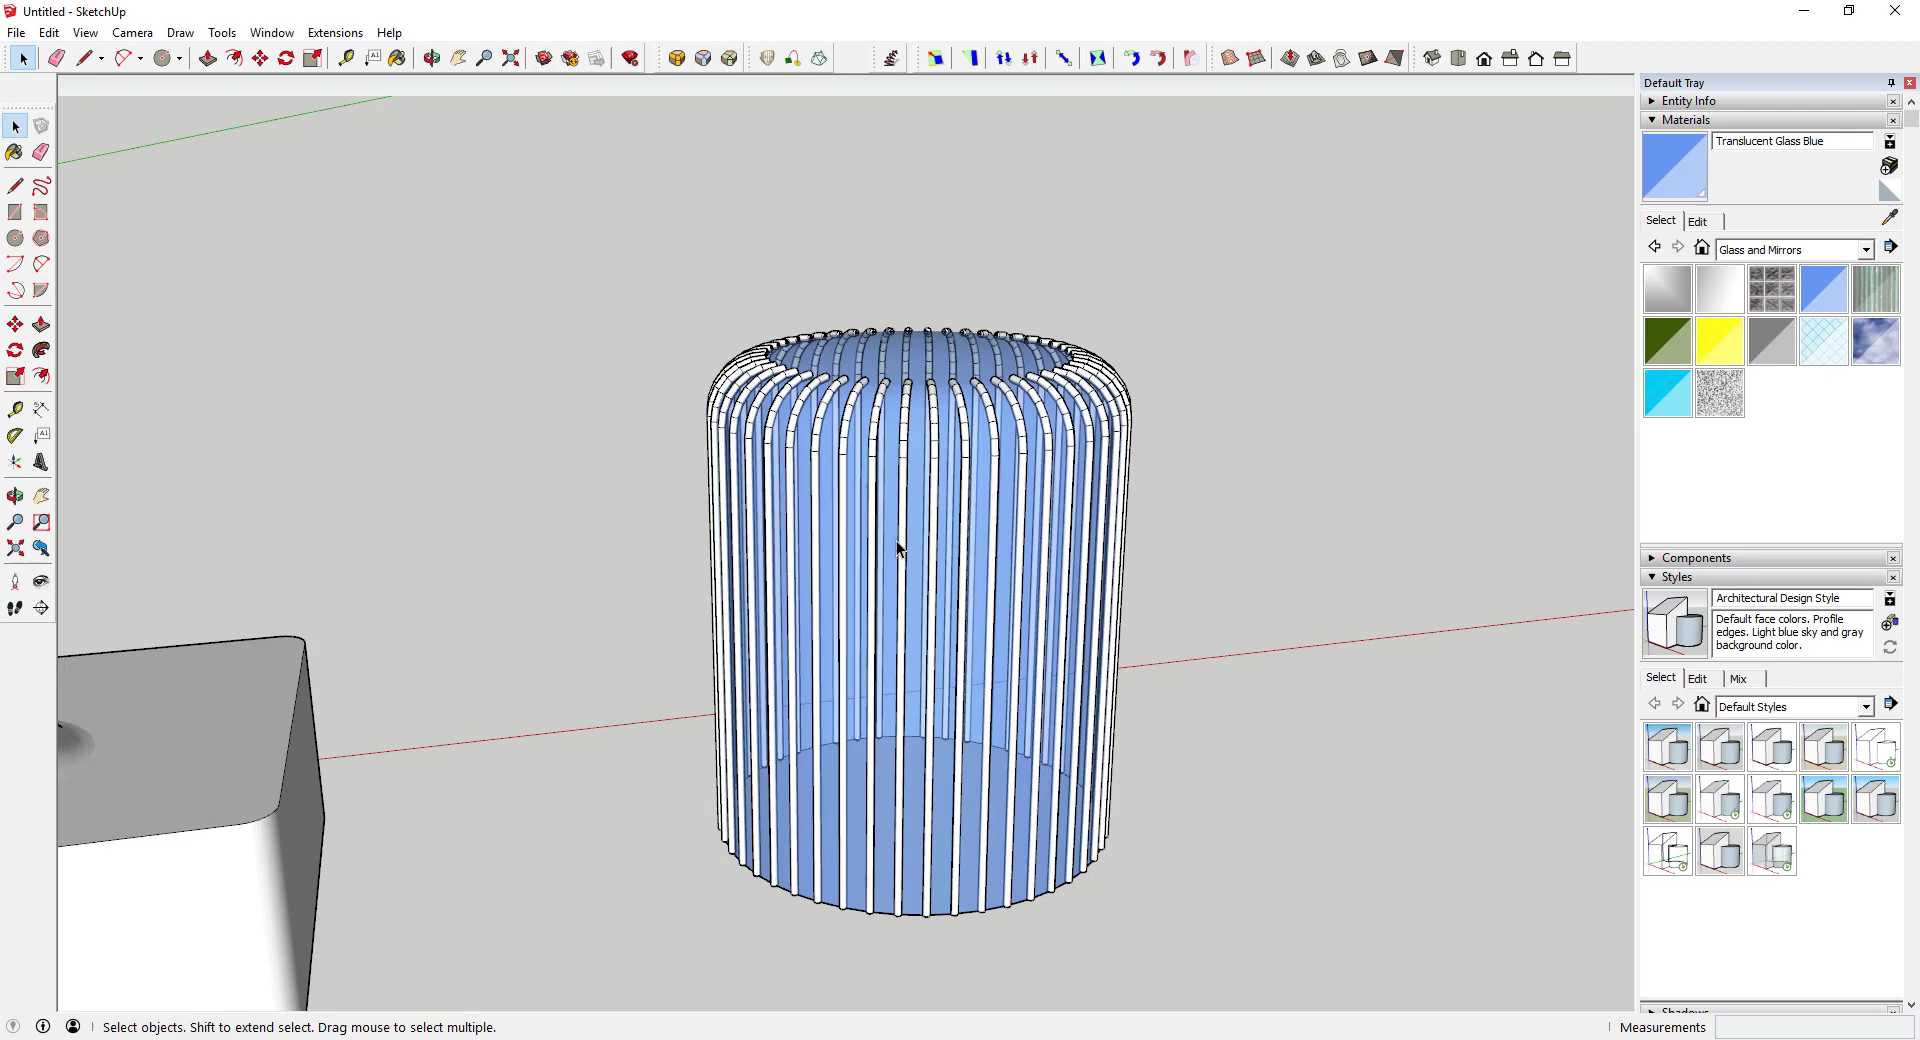 Untitled - SketchUp
File Edit View Camera Draw Tools Window Extensions Help
Default Tray
Entity Info
Materials
Translucent Glass Blue
Select Edit
Glass and Mirrors
Components
Styles
Architectural Design Style
Default face colors. Profile
edges. Light blue sky and gray
background color.
Select Edit Mix
Default Styles
Shadows
Select objects. Shift to extend select. Drag mouse to select multiple.
Measurements